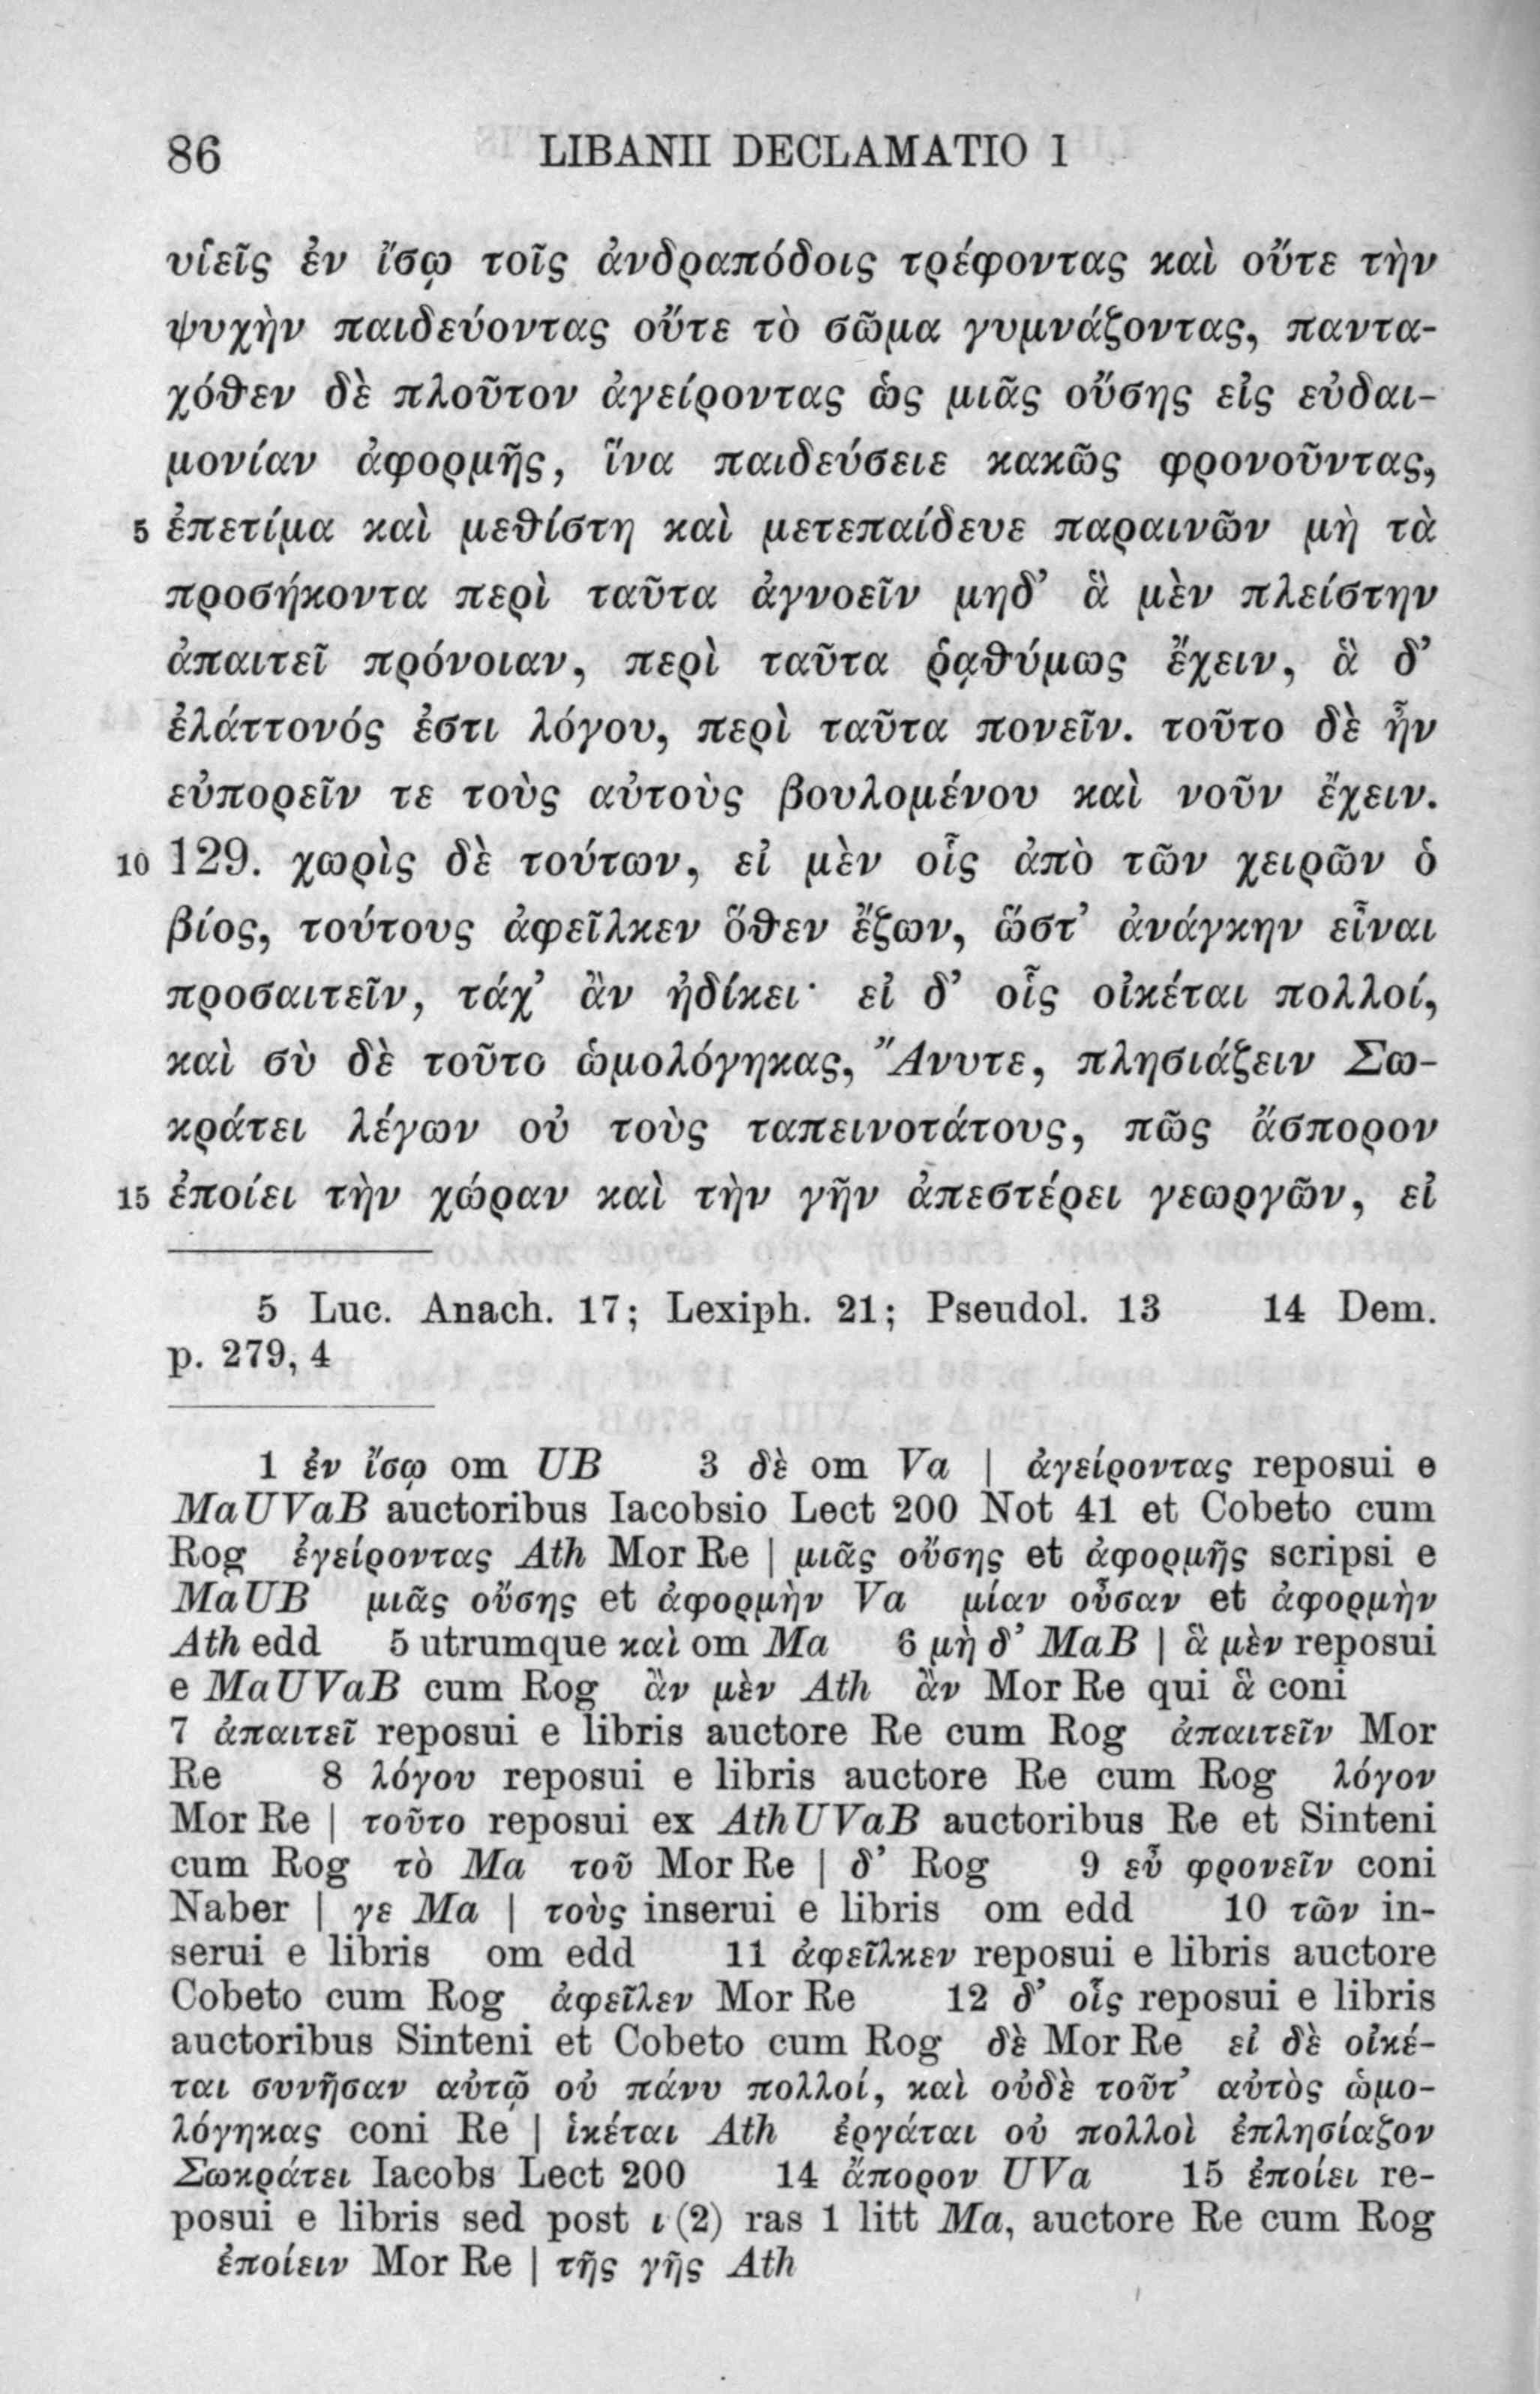 86 LIBANII DECLAMATIO I
υἱεῖς ἐν ἴσῳ τοῖς ἀνδραπόδοις τρέφοντας καὶ οὔτε τὴν
ψυχὴν παιδεύοντας οὔτε τὸ σῶμα γυμνάζοντας, παντα-
χόθεν δὲ πλοῦτον ἀγείροντας ὡς μιᾶς οὔσης εἰς εὐδαι-
μονίαν ἀφορμῆς, ἵνα παιδεύσειε κακῶς φρονοῦντας,
5 ἐπετίμα καὶ μεθίστη καὶ μετεπαίδευε παραινῶν μὴ τὰ
προσήκοντα περὶ ταῦτα ἀγνοεῖν μηδ’ ἃ μὲν πλείστην
ἀπαιτεῖ πρόνοιαν, περὶ ταῦτα ῥᾳθύμως ἔχειν, ἃ δ’
ἐλάττονός ἐστι λόγου, περὶ ταῦτα πονεῖν. τοῦτο δὲ ἦν
εὐπορεῖν τε τοὺς αὐτοὺς βουλομένου καὶ νοῦν ἔχειν.
10 129. χωρὶς δὲ τούτων, εἰ μὲν οἷς ἀπὸ τῶν χειρῶν ὁ
βίος, τούτους ἀφεῖλκεν ὅθεν ἔζων, ὥστ’ ἀνάγκην εἶναι
προσαιτεῖν, τάχ’ ἂν ἠδίκει· εἰ δ’ οἷς οἰκέται πολλοί,
καὶ σὺ δὲ τοῦτο ὡμολόγηκας, Ἄνυτε, πλησιάζειν Σω-
κράτει λέγων οὐ τοὺς ταπεινοτάτους, πῶς ἄσπορον
15 ἐποίει τὴν χώραν καὶ τὴν γῆν ἀπεστέρει γεωργῶν, εἰ
5 Luc. Anach. 17; Lexiph. 21; Pseudol. 13 14 Dem.
p. 279, 4
1 ἐν ἴσῳ om UB 3 δὲ om Va | ἀγείροντας reposui e
MaUVaB auctoribus Iacobsio Lect 200 Not 41 et Cobeto cum
Rog ἐγείροντας Ath Mor Re | μιᾶς οὔσης et ἀφορμῆς scripsi e
MaUB μιᾶς οὔσης et ἀφορμὴν Va μίαν οὖσαν et ἀφορμὴν
Ath edd 5 utrumque καὶ om Ma 6 μὴ δ’ MaB | ἃ μὲν reposui
e MaUVaB cum Rog ἂν μὲν Ath ἂν Mor Re qui ἃ coni
7 ἀπαιτεῖ reposui e libris auctore Re cum Rog ἀπαιτεῖν Mor
Re 8 λόγου reposui e libris auctore Re cum Rog λόγον
Mor Re | τοῦτο reposui ex AthUVaB auctoribus Re et Sinteni
cum Rog τὸ Ma τοῦ Mor Re | δ’ Rog 9 εὖ φρονεῖν coni
Naber | γε Ma | τοὺς inserui e libris om edd 10 τῶν in-
serui e libris om edd 11 ἀφεῖλκεν reposui e libris auctore
Cobeto cum Rog ἀφεῖλεν Mor Re 12 δ’ οἷς reposui e libris
auctoribus Sinteni et Cobeto cum Rog δὲ Mor Re εἰ δὲ οἰκέ-
ται συνῆσαν αὐτῷ οὐ πάνυ πολλοί, καὶ οὐδὲ τοῦτ’ αὐτὸς ὡμο-
λόγηκας coni Re | ἱκέται Ath ἐργάται οὐ πολλοὶ ἐπλησίαζον
Σωκράτει Iacobs Lect 200 14 ἄπορον UVa 15 ἐποίει re-
posui e libris sed post ι (2) ras 1 litt Ma, auctore Re cum Rog
ἐποίειν Mor Re | τῆς γῆς Ath